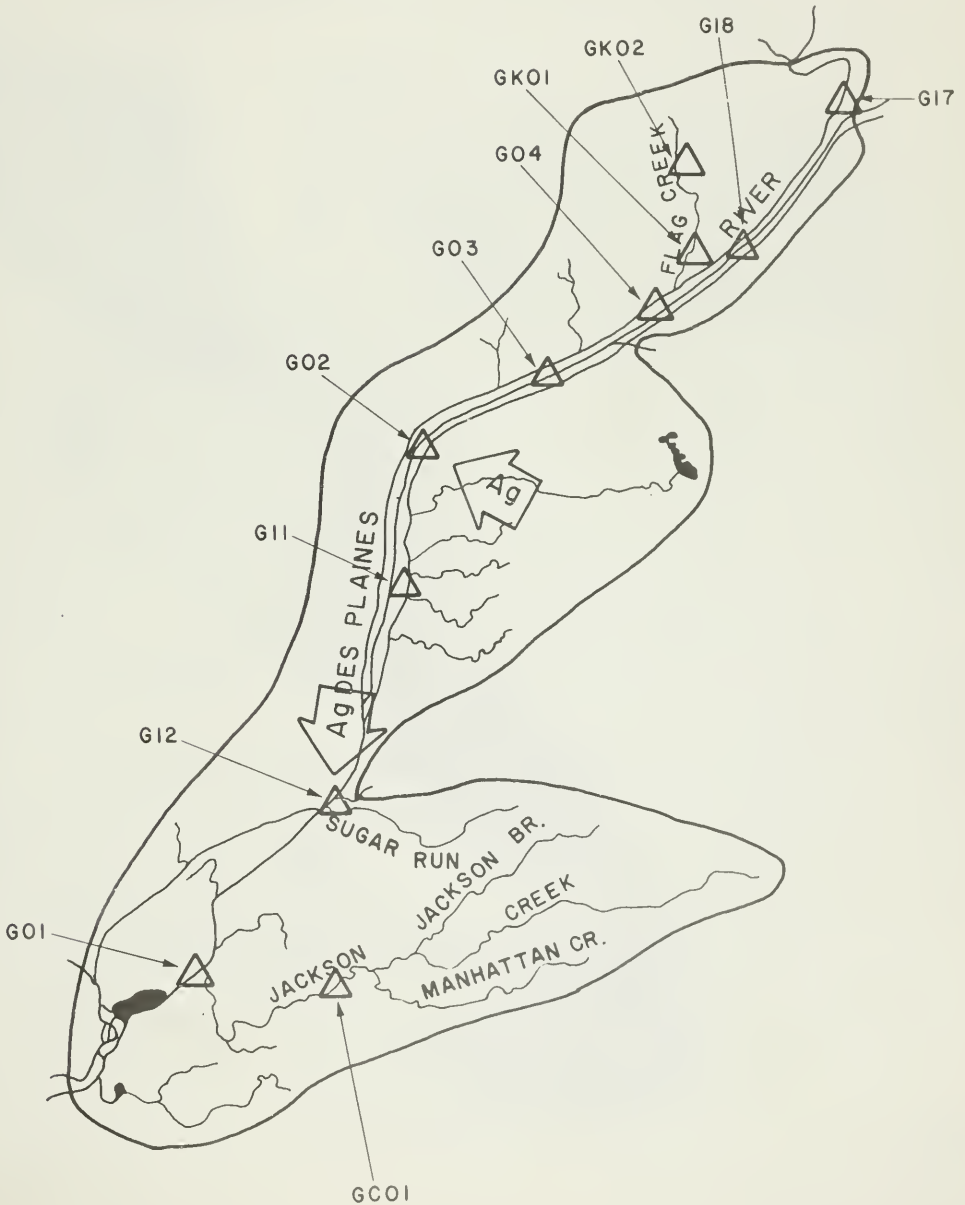 G18
GK02
GK01
G17
G04
FLAG CREEK
RIVER
G03
G02
Ag
G11
DES PLAINES
Ag
G12
SUGAR RUN
JACKSON BR.
G01
JACKSON CREEK
MANHATTAN CR.
GC01